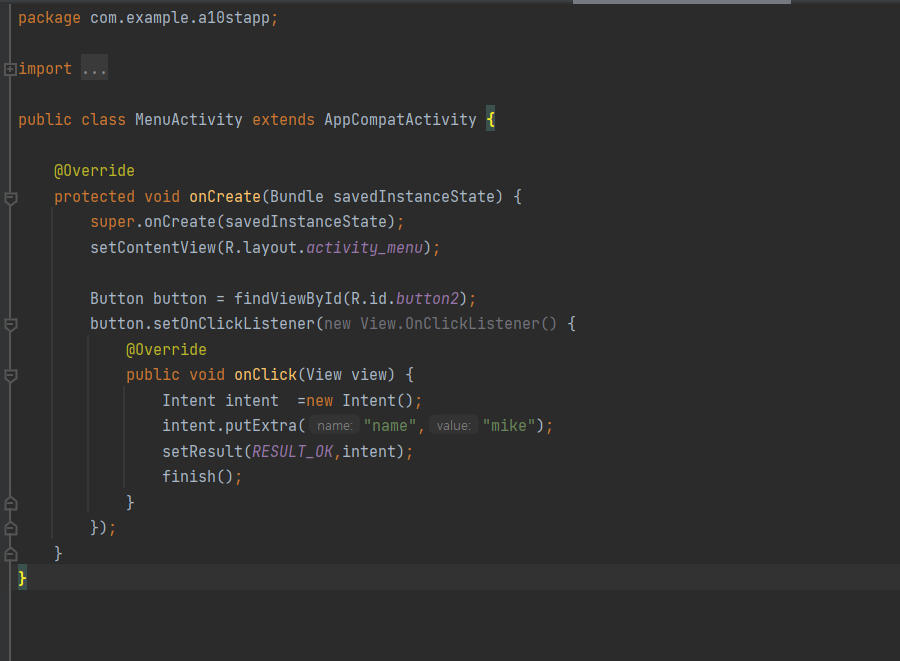 package com.example.a10stapp;
import ...
public class MenuActivity extends AppCompatActivity {
@Override
protected void onCreate(Bundle savedInstanceState) {
super.onCreate(savedInstanceState);
setContentView(R.layout.activity_menu);
Button button = findViewById(R.id.button2);
button.setOnClickListener(new View.OnClickListener() {
@Override
public void onClick(View view) {
Intent intent  =new Intent();
intent.putExtra( name: "name", value: "mike");
setResult(RESULT_OK,intent);
finish();
}
});
}
}